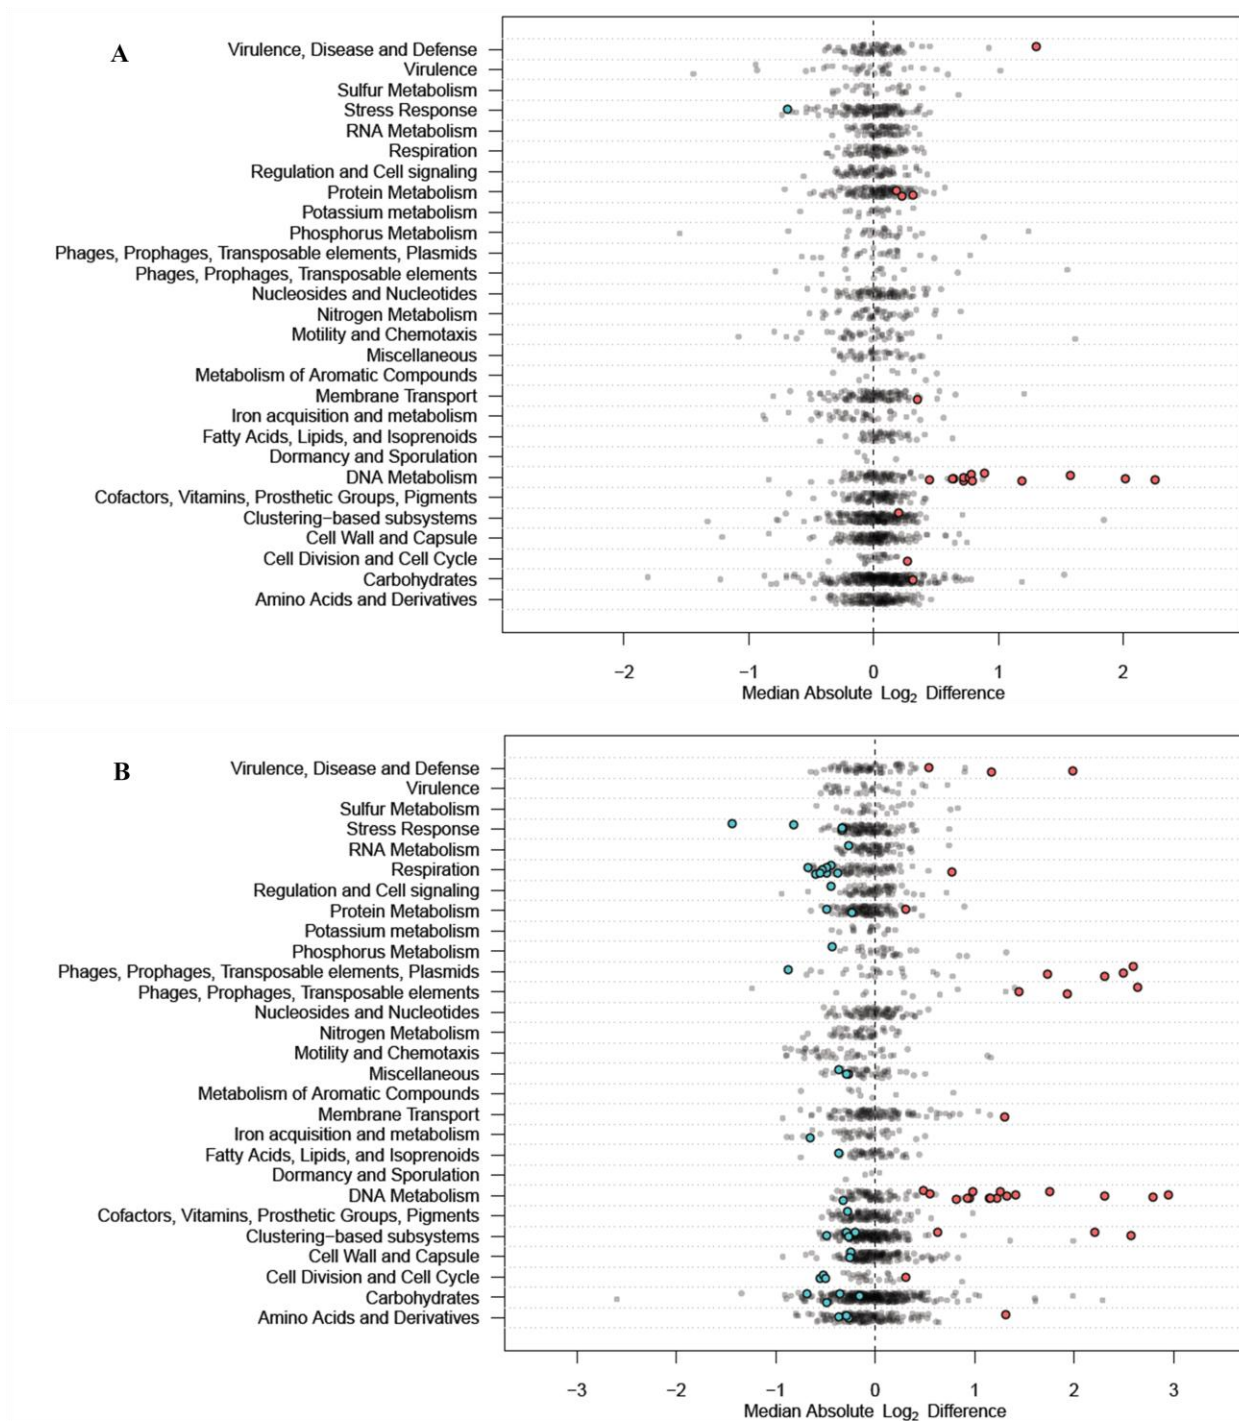 A
Virulence, Disease and Defense
Virulence
Sulfur Metabolism
Stress Response
RNA Metabolism
Respiration
Regulation and Cell signaling
Protein Metabolism
Potassium metabolism
Phosphorus Metabolism
Phages, Prophages, Transposable elements, Plasmids
Phages, Prophages, Transposable elements
Nucleosides and Nucleotides
Nitrogen Metabolism
Motility and Chemotaxis
Miscellaneous
Metabolism of Aromatic Compounds
Membrane Transport
Iron acquisition and metabolism
Fatty Acids, Lipids, and Isoprenoids
Dormancy and Sporulation
DNA Metabolism
Cofactors, Vitamins, Prosthetic Groups, Pigments
Clustering−based subsystems
Cell Wall and Capsule
Cell Division and Cell Cycle
Carbohydrates
Amino Acids and Derivatives
−2 −1 0 1 2
Median Absolute Log₂ Difference
B
Virulence, Disease and Defense
Virulence
Sulfur Metabolism
Stress Response
RNA Metabolism
Respiration
Regulation and Cell signaling
Protein Metabolism
Potassium metabolism
Phosphorus Metabolism
Phages, Prophages, Transposable elements, Plasmids
Phages, Prophages, Transposable elements
Nucleosides and Nucleotides
Nitrogen Metabolism
Motility and Chemotaxis
Miscellaneous
Metabolism of Aromatic Compounds
Membrane Transport
Iron acquisition and metabolism
Fatty Acids, Lipids, and Isoprenoids
Dormancy and Sporulation
DNA Metabolism
Cofactors, Vitamins, Prosthetic Groups, Pigments
Clustering−based subsystems
Cell Wall and Capsule
Cell Division and Cell Cycle
Carbohydrates
Amino Acids and Derivatives
−3 −2 −1 0 1 2 3
Median Absolute Log₂ Difference